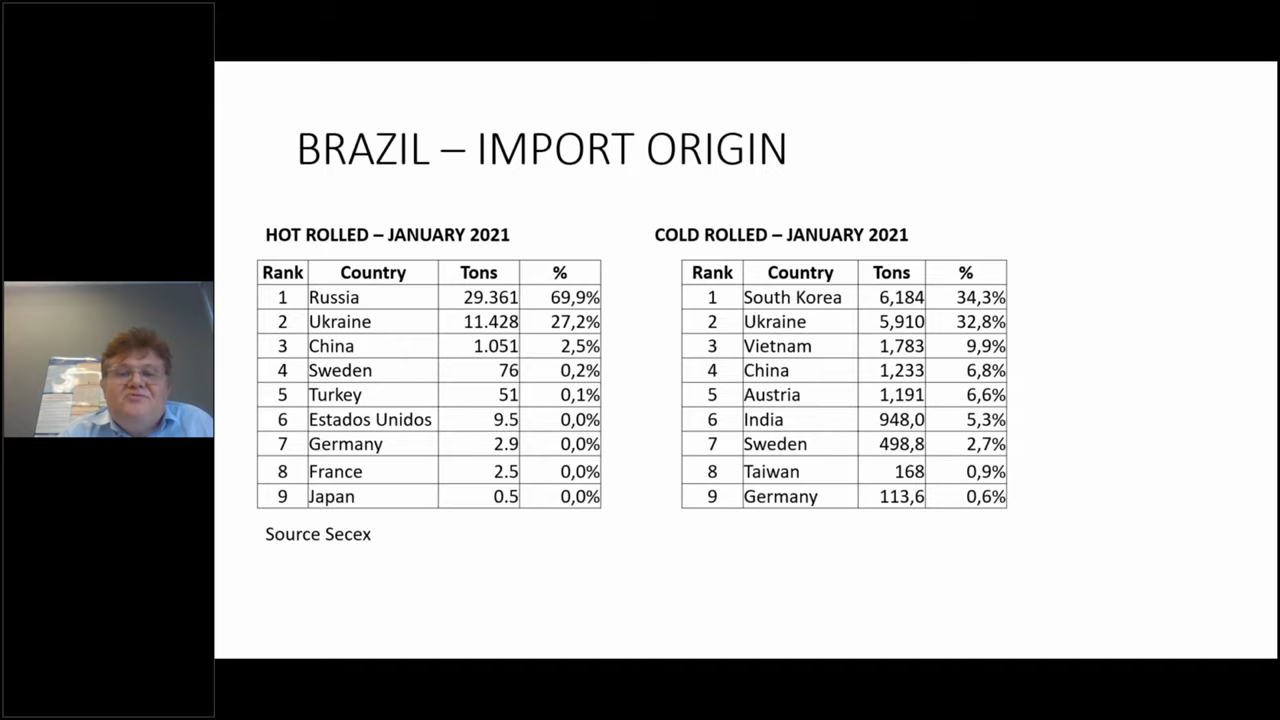 BRAZIL – IMPORT ORIGIN
HOT ROLLED – JANUARY 2021
Rank Country Tons %
1 Russia 29.361 69,9%
2 Ukraine 11.428 27,2%
3 China 1.051 2,5%
4 Sweden 76 0,2%
5 Turkey 51 0,1%
6 Estados Unidos 9.5 0,0%
7 Germany 2.9 0,0%
8 France 2.5 0,0%
9 Japan 0.5 0,0%
Source Secex
COLD ROLLED – JANUARY 2021
Rank Country Tons %
1 South Korea 6,184 34,3%
2 Ukraine 5,910 32,8%
3 Vietnam 1,783 9,9%
4 China 1,233 6,8%
5 Austria 1,191 6,6%
6 India 948,0 5,3%
7 Sweden 498,8 2,7%
8 Taiwan 168 0,9%
9 Germany 113,6 0,6%